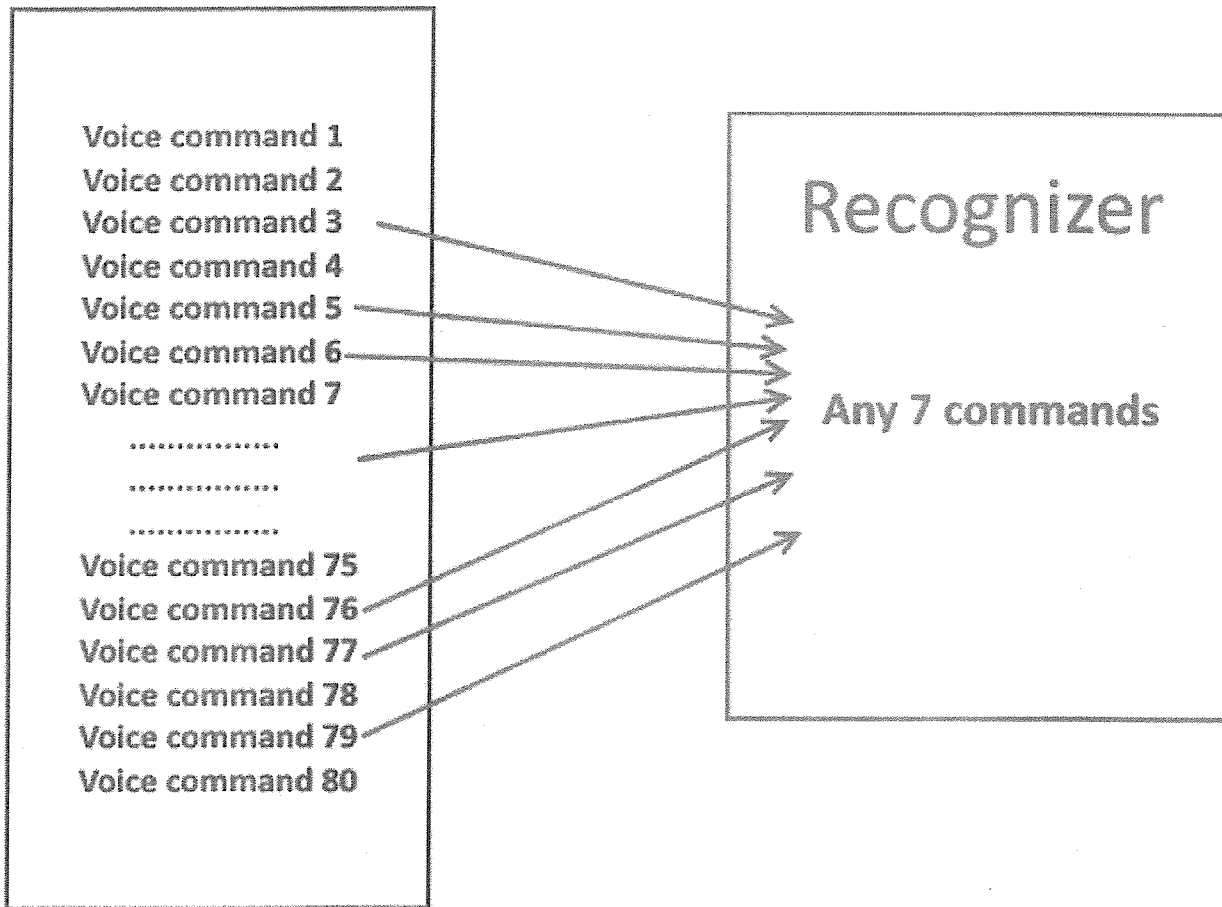 Voice command 1
Voice command 2
Voice command 3
Voice command 4
Voice command 5
Voice command 6
Voice command 7
................
................
................
Voice command 75
Voice command 76
Voice command 77
Voice command 78
Voice command 79
Voice command 80
Recognizer
Any 7 commands